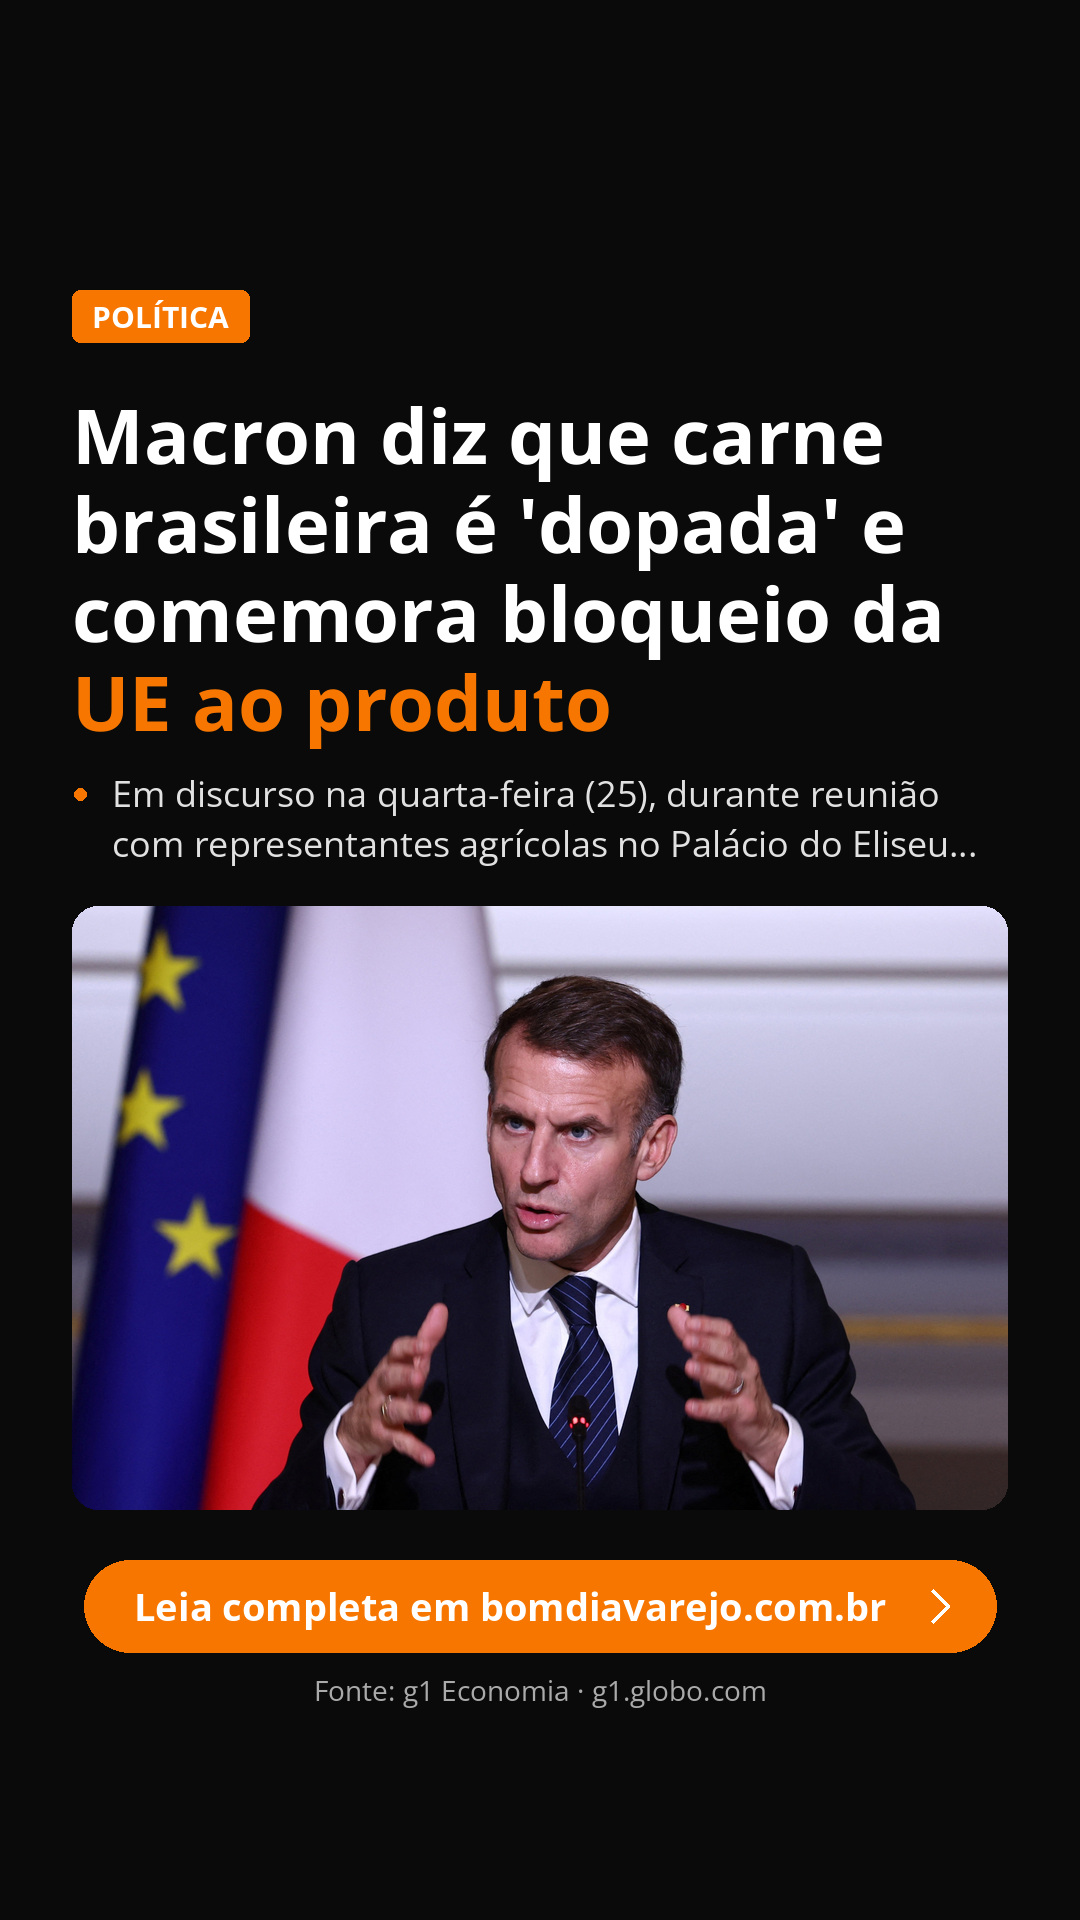 POLÍTICA
Macron diz que carne
brasileira é 'dopada' e
comemora bloqueio da
UE ao produto
Em discurso na quarta-feira (25), durante reunião
com representantes agrícolas no Palácio do Eliseu...
Leia completa em bomdiavarejo.com.br
Fonte: g1 Economia · g1.globo.com